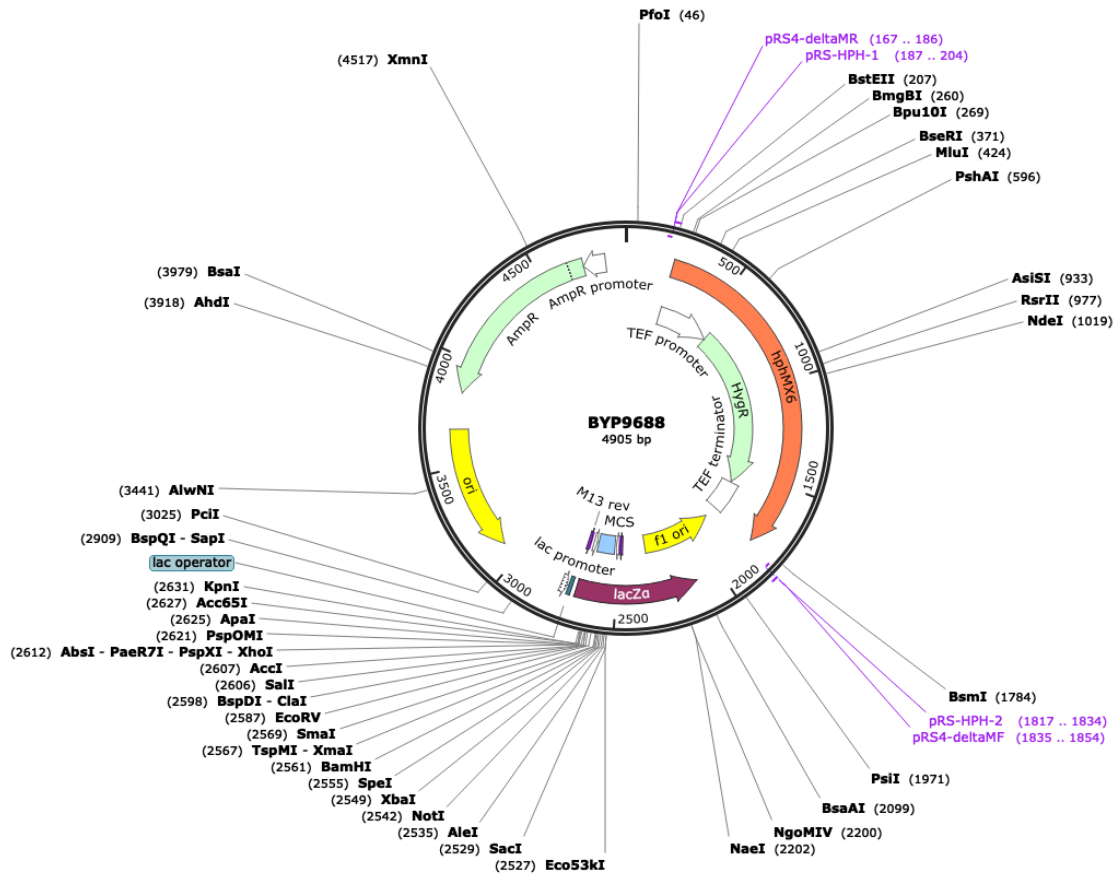 PfoI (46)
(4517) XmnI
pRS4-deltaMR (167 .. 186)
pRS-HPH-1 (187 .. 204)
BstEII (207)
BmgBI (260)
Bpu10I (269)
BseRI (371)
MluI (424)
PshAI (596)
(3979) BsaI
(3918) AhdI
AsiSI (933)
RsrII (977)
NdeI (1019)
4500
500
1000
1500
2000
2500
3000
3500
4000
AmpR promoter
AmpR
TEF promoter
hphMX6
HygR
TEF terminator
BYP9688
4905 bp
ori
M13 rev
MCS
f1 ori
lac promoter
lacZα
(3441) AlwNI
(3025) PciI
(2909) BspQI - SapI
lac operator
(2631) KpnI
(2627) Acc65I
(2625) ApaI
(2621) PspOMI
(2612) AbsI - PaeR7I - PspXI - XhoI
(2607) AccI
(2606) SalI
(2598) BspDI - ClaI
(2587) EcoRV
(2569) SmaI
(2567) TspMI - XmaI
(2561) BamHI
(2555) SpeI
(2549) XbaI
(2542) NotI
(2535) AleI
(2529) SacI
(2527) Eco53kI
BsmI (1784)
pRS-HPH-2 (1817 .. 1834)
pRS4-deltaMF (1835 .. 1854)
PsiI (1971)
BsaAI (2099)
NgoMIV (2200)
NaeI (2202)